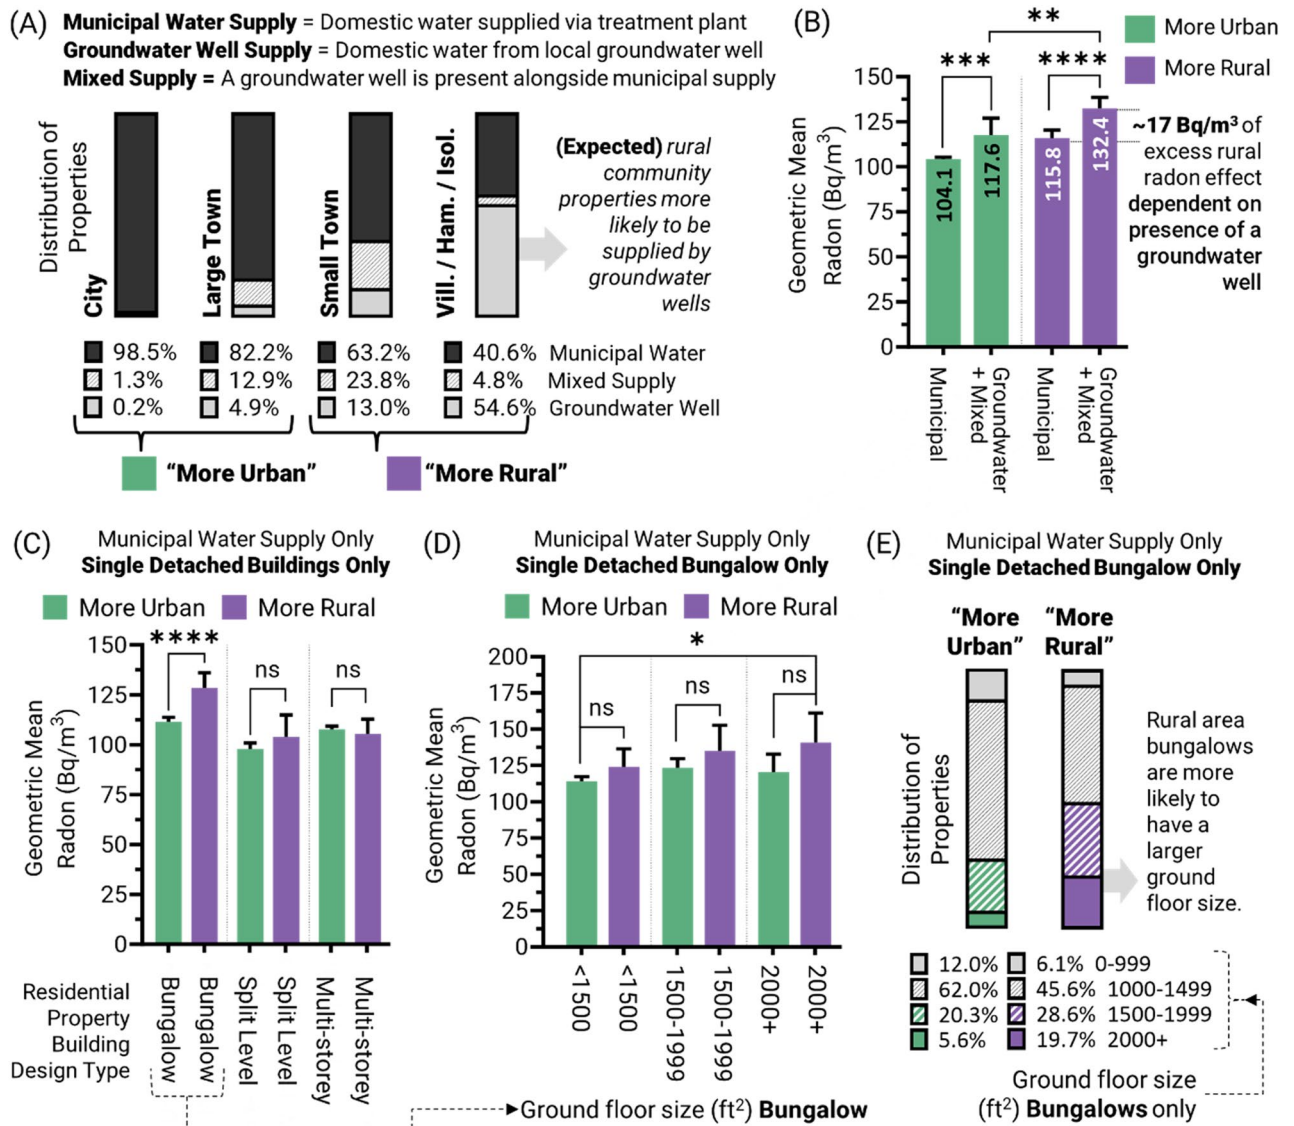 (A)
Municipal Water Supply = Domestic water supplied via treatment plant
Groundwater Well Supply = Domestic water from local groundwater well
Mixed Supply = A groundwater well is present alongside municipal supply
Distribution of
Properties
City
Large Town
Small Town
Vill. / Ham. / Isol.
(Expected) rural
community
properties more
likely to be
supplied by
groundwater
wells
98.5% 82.2% 63.2% 40.6% Municipal Water
1.3% 12.9% 23.8% 4.8% Mixed Supply
0.2% 4.9% 13.0% 54.6% Groundwater Well
“More Urban” “More Rural”
(B)
More Urban
More Rural
**
*** ****
Geometric Mean
Radon (Bq/m³)
150
125
100
75
50
25
0
104.1
117.6
115.8
132.4
Municipal
Groundwater
+ Mixed
Municipal
Groundwater
+ Mixed
~17 Bq/m³ of
excess rural
radon effect
dependent on
presence of a
groundwater
well
(C)
Municipal Water Supply Only
Single Detached Buildings Only
More Urban More Rural
Geometric Mean
Radon (Bq/m³)
150
125
100
75
50
25
0
**** ns ns
Residential
Property
Building
Design Type
Bungalow
Bungalow
Split Level
Split Level
Multi-storey
Multi-storey
(D)
Municipal Water Supply Only
Single Detached Bungalow Only
More Urban More Rural
Geometric Mean
Radon (Bq/m³)
200
175
150
125
100
75
50
25
0
*
ns ns ns
<1500
<1500
1500-1999
1500-1999
2000+
2000+
Ground floor size (ft²) Bungalow
(E)
Municipal Water Supply Only
Single Detached Bungalow Only
“More
Urban”
“More
Rural”
Distribution of
Properties
Rural area
bungalows
are more
likely to
have a
larger
ground
floor size.
12.0% 6.1% 0-999
62.0% 45.6% 1000-1499
20.3% 28.6% 1500-1999
5.6% 19.7% 2000+
Ground floor size
(ft²) Bungalows only